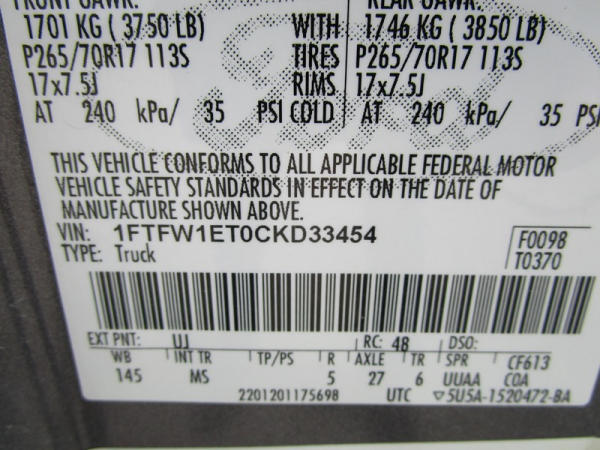 FRONT GAWR: REAR GAWR:
1701 KG ( 3750 LB) WITH 1746 KG ( 3850 LB)
P265/70R17 113S TIRES P265/70R17 113S
17x7.5J RIMS 17x7.5J
AT 240 kPa/ 35 PSI COLD AT 240 kPa/ 35 PSI
Ford
THIS VEHICLE CONFORMS TO ALL APPLICABLE FEDERAL MOTOR
VEHICLE SAFETY STANDARDS IN EFFECT ON THE DATE OF
MANUFACTURE SHOWN ABOVE.
VIN: 1FTFW1ET0CKD33454
TYPE: Truck
F0098
T0370
EXT PNT: UJ RC: 48 DSO:
WB INT TR TP/PS R AXLE TR SPR CF613
145 MS 5 27 6 UUAA COA
2201201175698 UTC ▽5U5A-1520472-BA